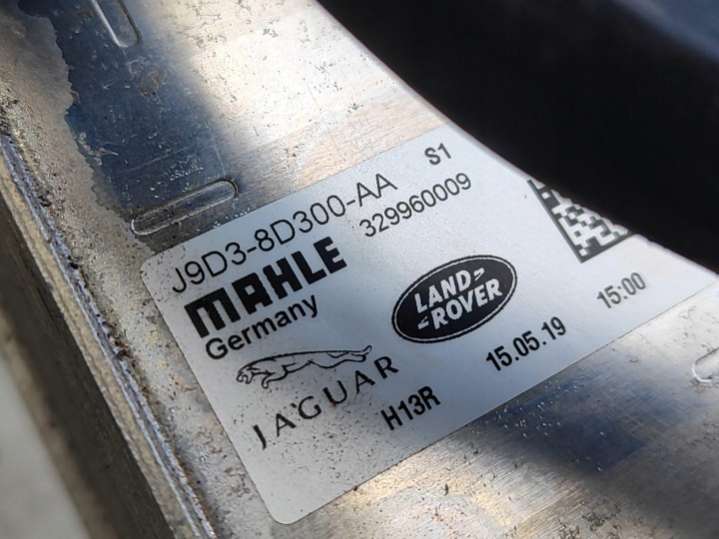 J9D3-8D300-AA S1
MAHLE 329960009
Germany
LAND-
-ROVER
JAGUAR
H13R 15.05.19 15:00